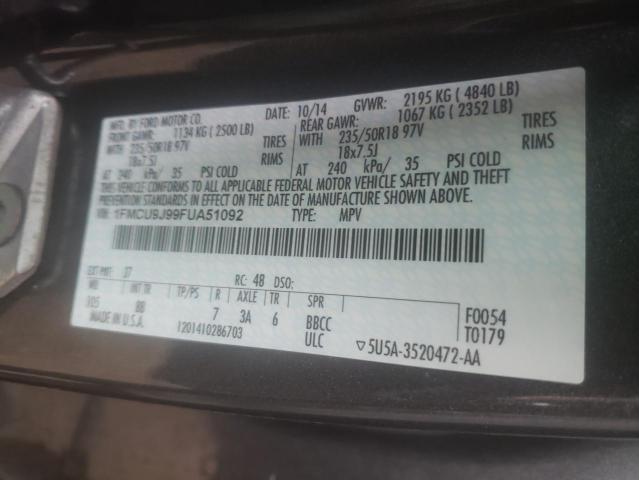 MFG. BY FORD MOTOR CO.
DATE: 10/14 GVWR: 2195 KG ( 4840 LB)
FRONT GAWR: 1134 KG ( 2500 LB) REAR GAWR: 1067 KG ( 2352 LB)
WITH 235/50R18 97V TIRES WITH 235/50R18 97V TIRES
18x7.5J RIMS 18x7.5J RIMS
AT 240 kPa/ 35 PSI COLD AT 240 kPa/ 35 PSI COLD
THIS VEHICLE CONFORMS TO ALL APPLICABLE FEDERAL MOTOR VEHICLE SAFETY AND THEFT
PREVENTION STANDARDS IN EFFECT ON THE DATE OF MANUFACTURE SHOWN ABOVE.
VIN: 1FMCU9J99FUA51092 TYPE: MPV
EXT PNT: J7 RC: 48 DSO:
WB INT TR TP/PS R AXLE TR SPR
105 88 7 3A 6 BBCC F0054
MADE IN U.S.A. 1201410286703 ULC T0179
▽5U5A-3520472-AA